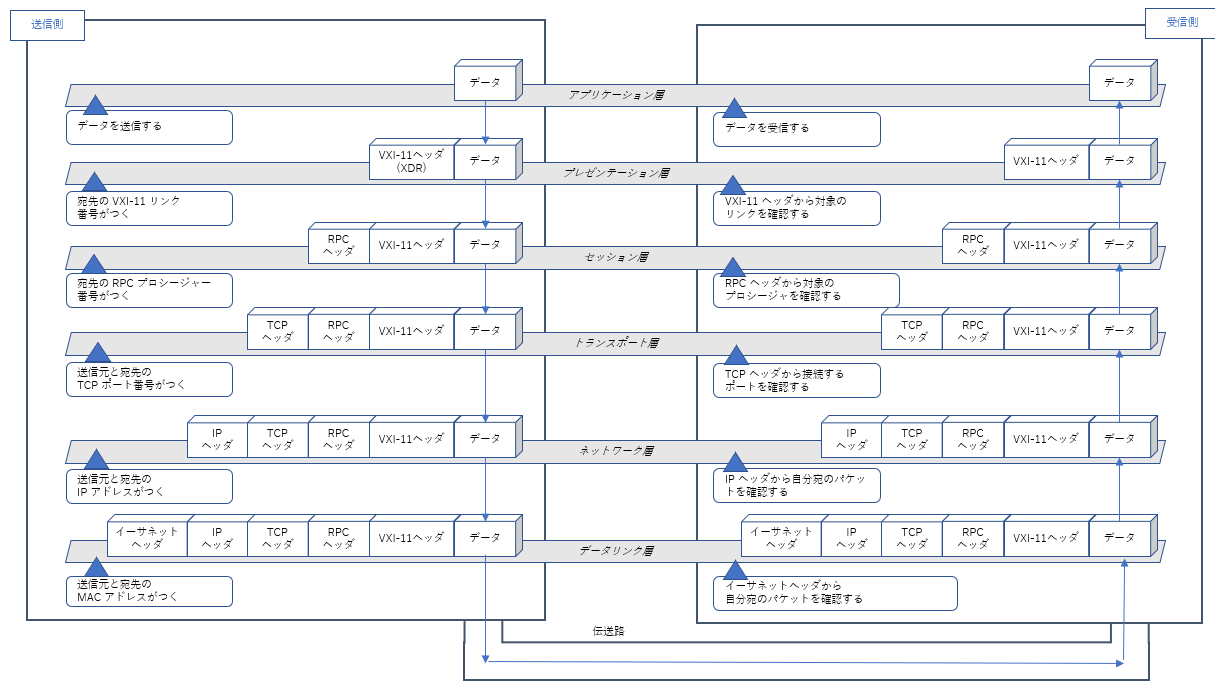 送信側
受信側
データ
データ
アプリケーション層
データを送信する
データを受信する
VXI-11ヘッダ
(XDR)
データ
VXI-11ヘッダ
データ
プレゼンテーション層
宛先の VXI-11 リンク
番号がつく
VXI-11 ヘッダから対象の
リンクを確認する
RPC
ヘッダ
VXI-11ヘッダ
データ
RPC
ヘッダ
VXI-11ヘッダ
データ
セッション層
宛先の RPC プロシージャー
番号がつく
RPC ヘッダから対象の
プロシージャを確認する
TCP
ヘッダ
RPC
ヘッダ
VXI-11ヘッダ
データ
TCP
ヘッダ
RPC
ヘッダ
VXI-11ヘッダ
データ
トランスポート層
送信元と宛先の
TCP ポート番号がつく
TCP ヘッダから接続する
ポートを確認する
IP
ヘッダ
TCP
ヘッダ
RPC
ヘッダ
VXI-11ヘッダ
データ
IP
ヘッダ
TCP
ヘッダ
RPC
ヘッダ
VXI-11ヘッダ
データ
ネットワーク層
送信元と宛先の
IP アドレスがつく
IP ヘッダから自分宛のパケッ
トを確認する
イーサネット
ヘッダ
IP
ヘッダ
TCP
ヘッダ
RPC
ヘッダ
VXI-11ヘッダ
データ
イーサネット
ヘッダ
IP
ヘッダ
TCP
ヘッダ
RPC
ヘッダ
VXI-11ヘッダ
データ
データリンク層
送信元と宛先の
MAC アドレスがつく
イーサネットヘッダから
自分宛のパケットを確認する
伝送路